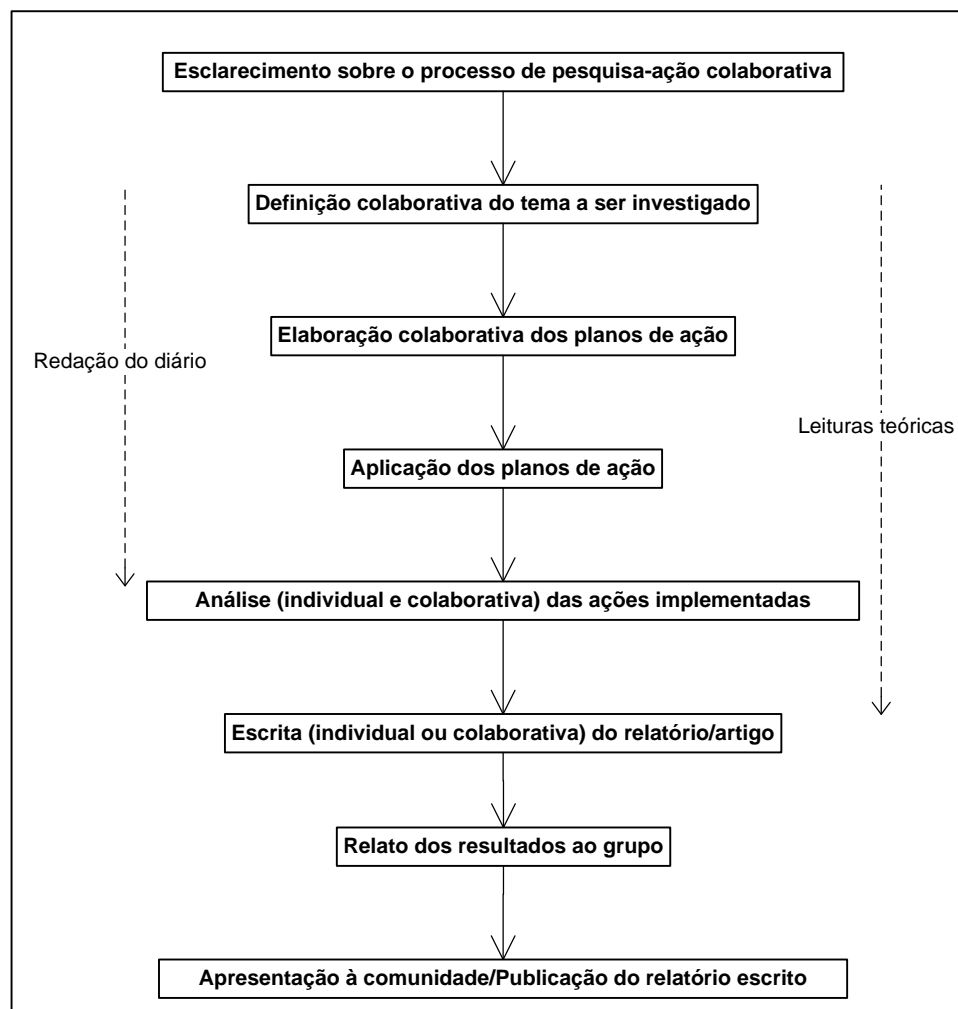 Esclarecimento sobre o processo de pesquisa-ação colaborativa
Definição colaborativa do tema a ser investigado
Elaboração colaborativa dos planos de ação
Redação do diário
Leituras teóricas
Aplicação dos planos de ação
Análise (individual e colaborativa) das ações implementadas
Escrita (individual ou colaborativa) do relatório/artigo
Relato dos resultados ao grupo
Apresentação à comunidade/Publicação do relatório escrito